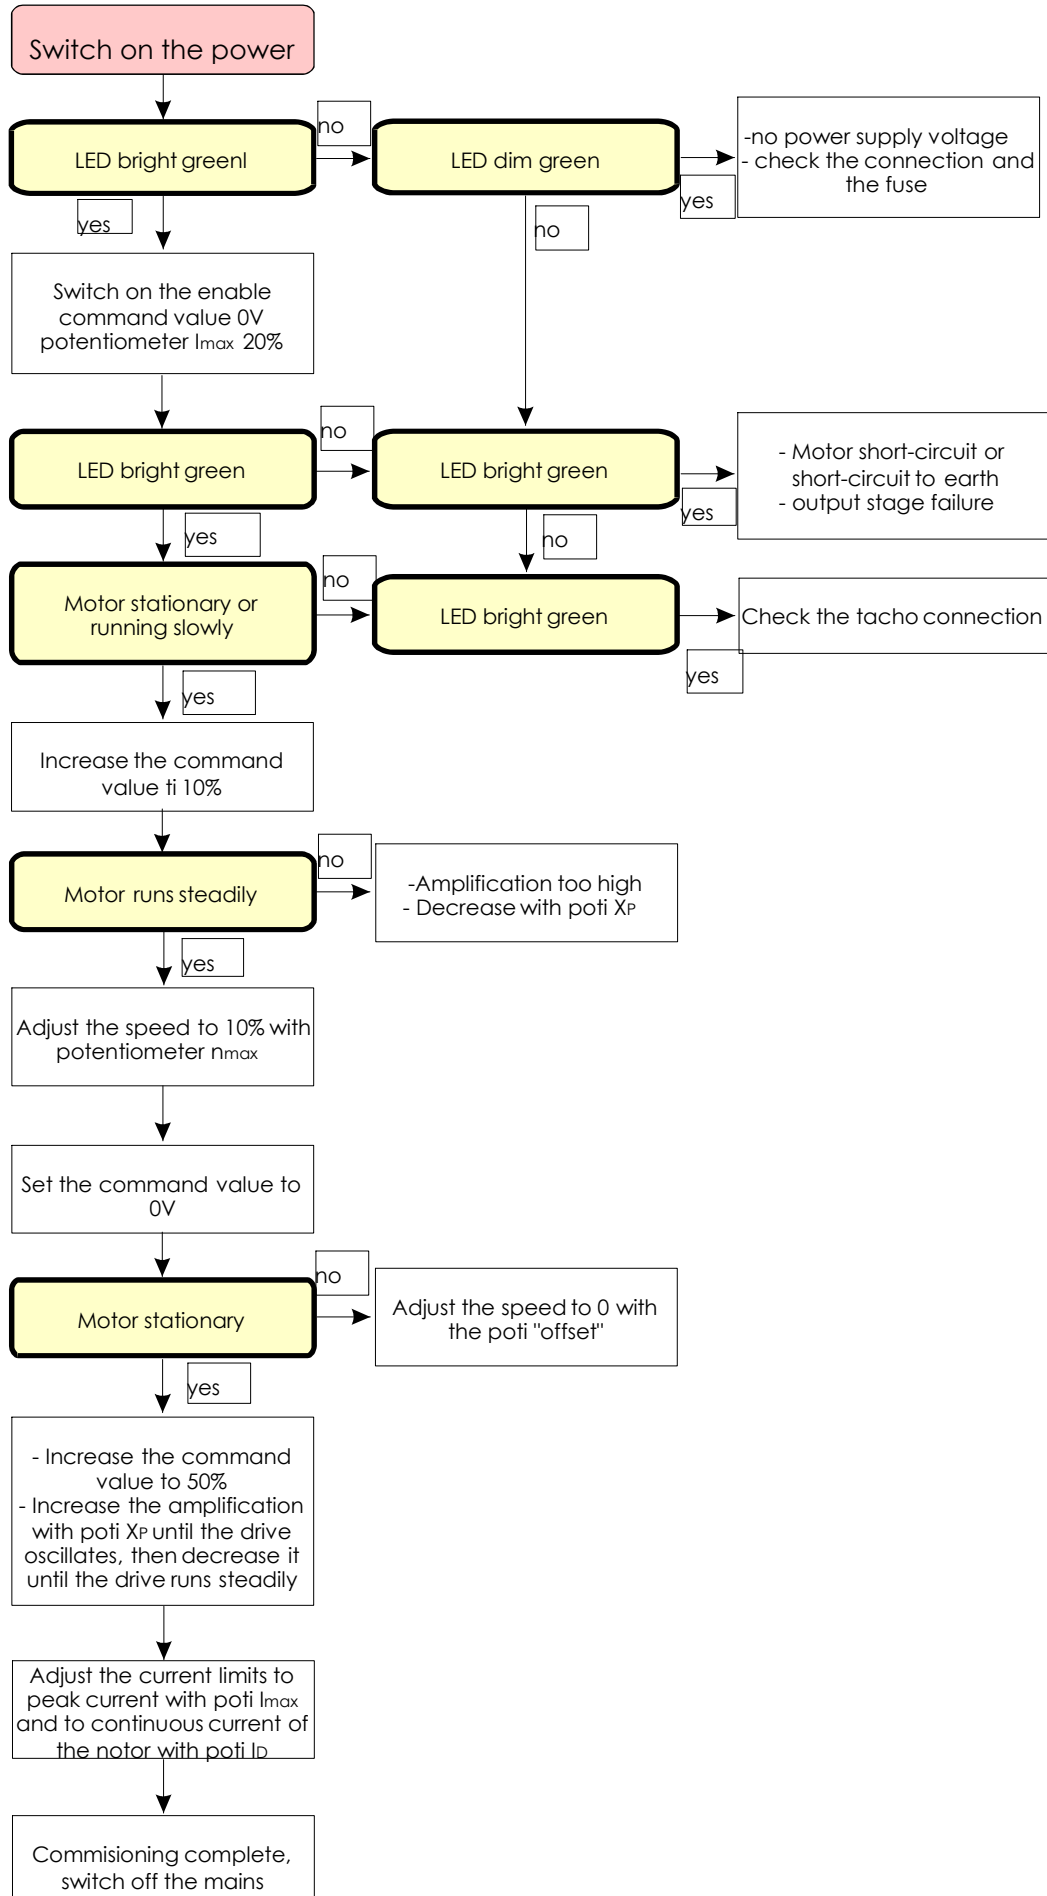 Switch on the power
no
LED bright greenl
LED dim green
-no power supply voltage
- check the connection and
the fuse
yes
yes
no
Switch on the enable
command value 0V
potentiometer Imax 20%
no
LED bright green
LED bright green
- Motor short-circuit or
short-circuit to earth
- output stage failure
yes
yes
no
no
Motor stationary or
running slowly
LED bright green
Check the tacho connection
yes
yes
Increase the command
value ti 10%
no
Motor runs steadily
-Amplification too high
- Decrease with poti XP
yes
Adjust the speed to 10% with
potentiometer nmax
Set the command value to
0V
no
Motor stationary
Adjust the speed to 0 with
the poti "offset"
yes
- Increase the command
value to 50%
- Increase the amplification
with poti XP until the drive
oscillates, then decrease it
until the drive runs steadily
Adjust the current limits to
peak current with poti Imax
and to continuous current of
the notor with poti ID
Commisioning complete,
switch off the mains